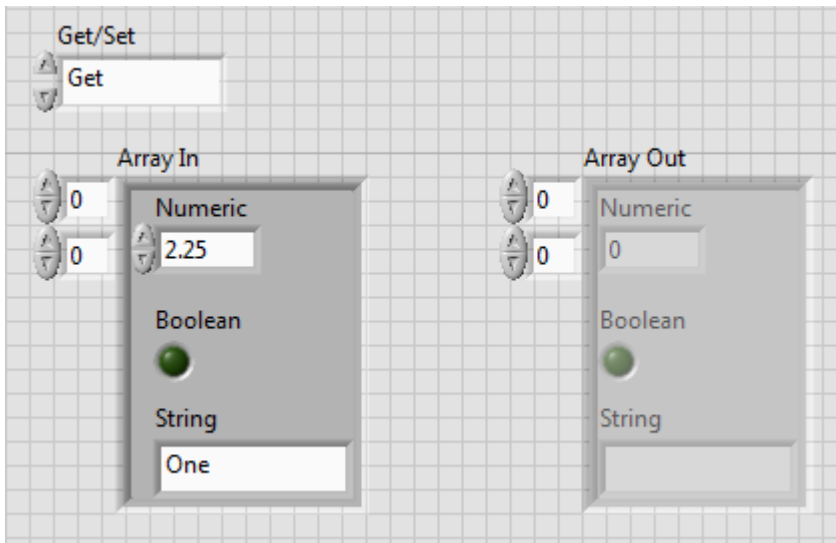 Get/Set
Get
Array In
Array Out
0
Numeric
0
Numeric
0
2.25
0
0
Boolean
Boolean
String
String
One